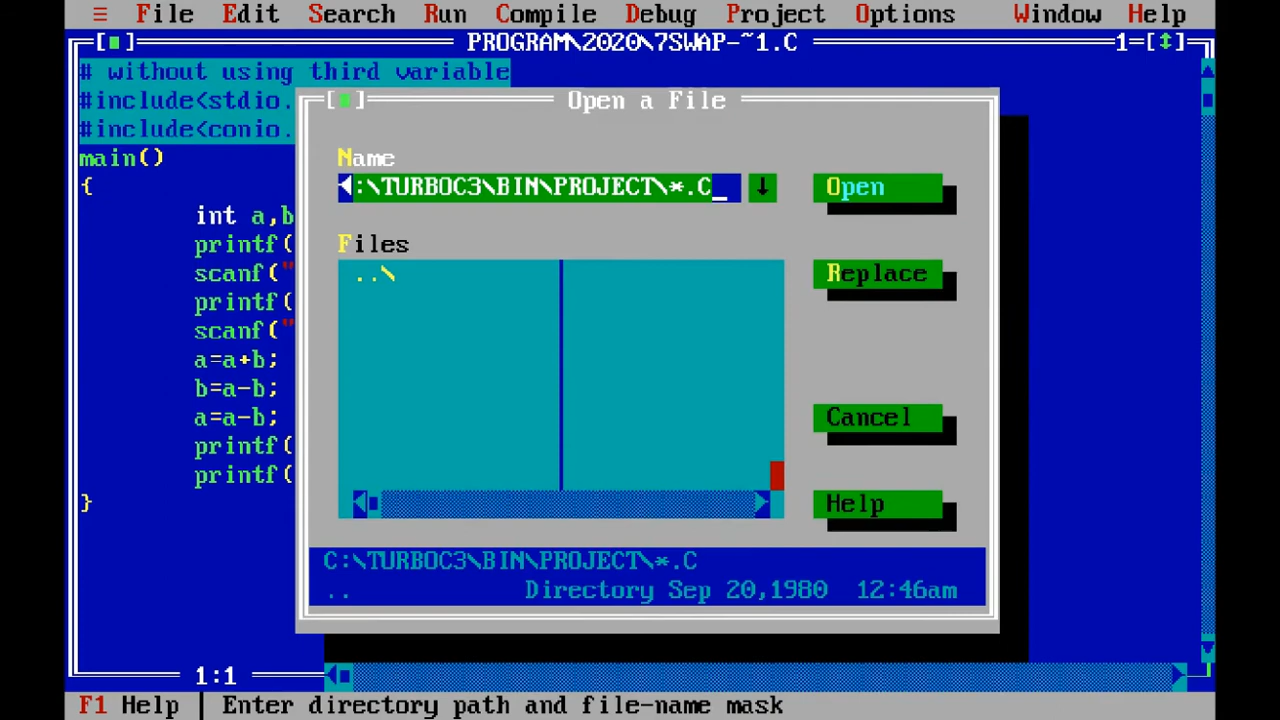 ≡ File Edit Search Run Compile Debug Project Options Window Help
[■] PROGRAM\2020\7SWAP-~1.C 1=[↕]
# without using third variable
#include<stdio.
#include<conio.
main()
{
int a,b
printf(
scanf("
printf(
scanf("
a=a+b;
b=a-b;
a=a-b;
printf(
printf(
}
[■] Open a File
Name
:\TURBOC3\BIN\PROJECT\*.C_ ↓
Files
..\
Open
Replace
Cancel
Help
C:\TURBOC3\BIN\PROJECT\*.C
.. Directory Sep 20,1980 12:46am
1:1
F1 Help │ Enter directory path and file-name mask